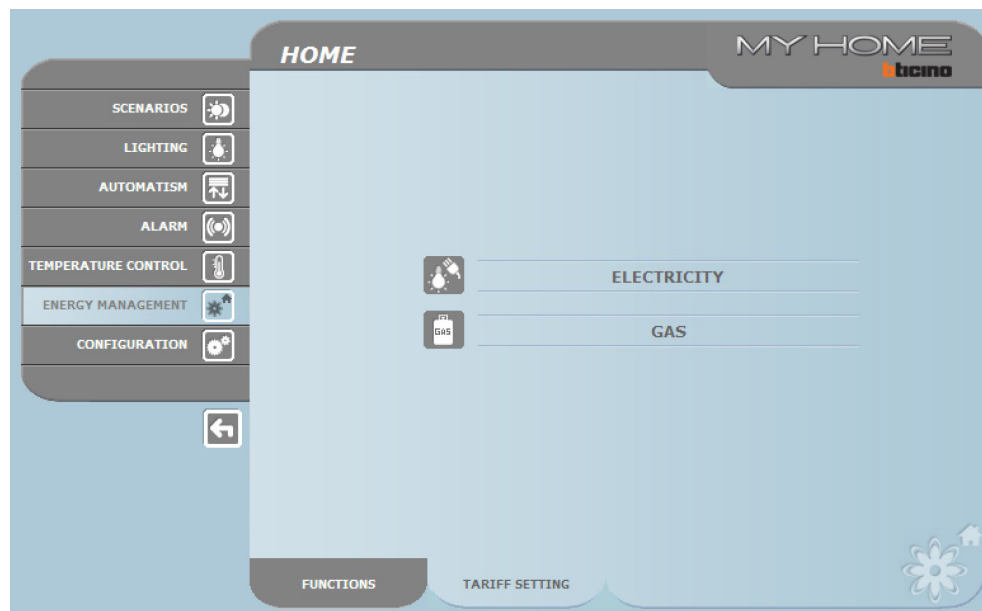 HOME
MY HOME
bticino
SCENARIOS
LIGHTING
AUTOMATISM
ALARM
TEMPERATURE CONTROL
ENERGY MANAGEMENT
CONFIGURATION
ELECTRICITY
GAS
GAS
FUNCTIONS
TARIFF SETTING